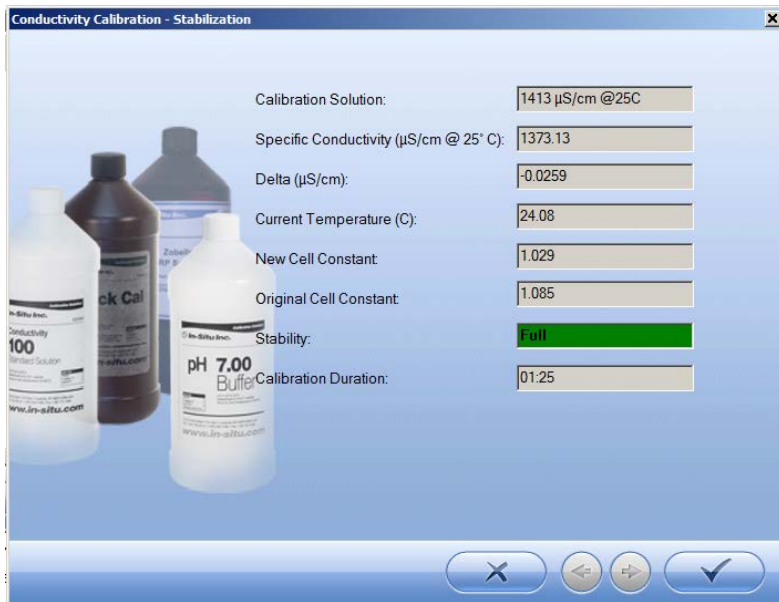 Conductivity Calibration - Stabilization
Calibration Solution: 1413 µS/cm @25C
Specific Conductivity (µS/cm @ 25° C): 1373.13
Delta (µS/cm): -0.0259
Current Temperature (C): 24.08
New Cell Constant: 1.029
Original Cell Constant: 1.085
Stability: Full
Calibration Duration: 01:25
Zobell
ck Cal
In-Situ Inc.
Conductivity
100
Standard Solution
www.in-situ.com
In-Situ Inc.
pH 7.00
Buffer
www.in-situ.com